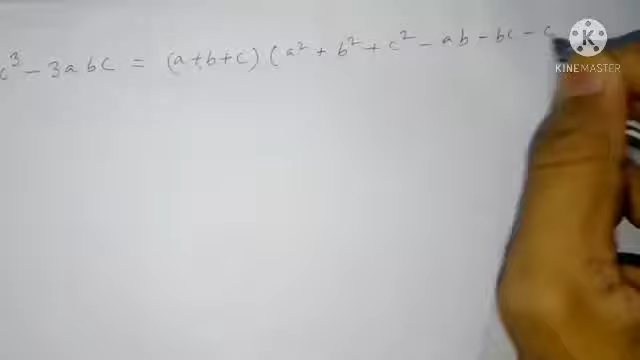 c³ - 3abc = (a+b+c) (a² + b² + c² - ab - bc - c
KINEMASTER